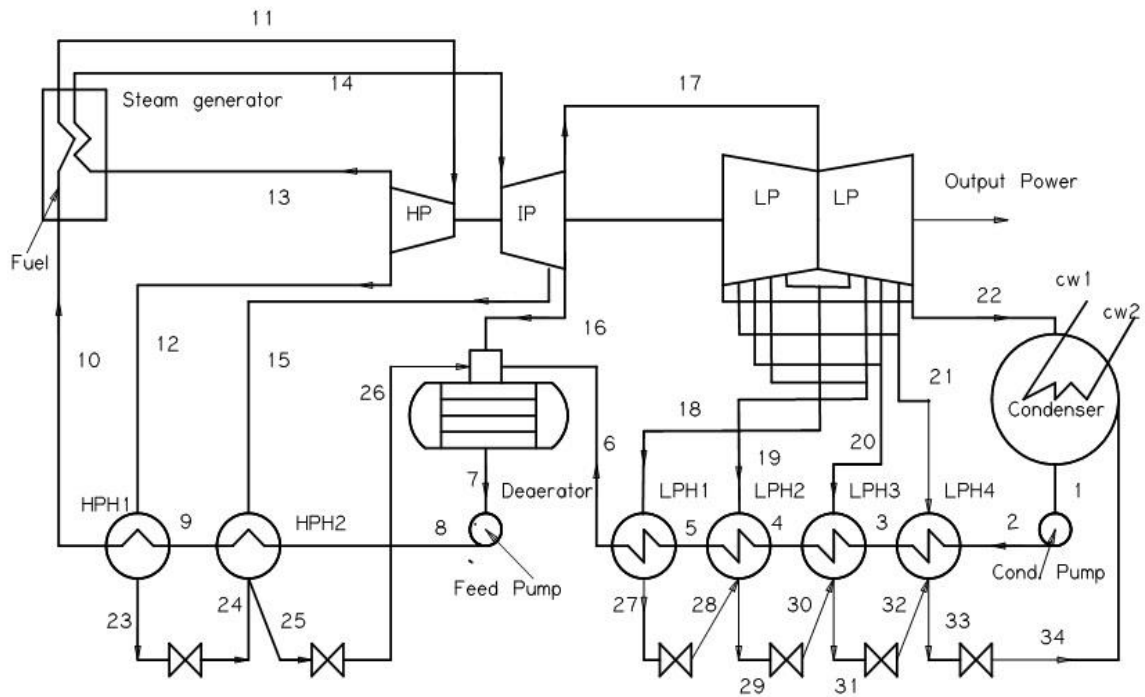 11
14
17
Steam generator
13
HP
IP
LP
LP
Output Power
Fuel
cw1
22
cw2
16
10
12
15
26
21
Condenser
18
6
19
20
7
1
Deaerator
HPH1
LPH1
LPH2
LPH3
LPH4
9
HPH2
8
5
4
3
2
Feed Pump
Cond. Pump
23
24
25
27
28
30
32
33
34
29
31